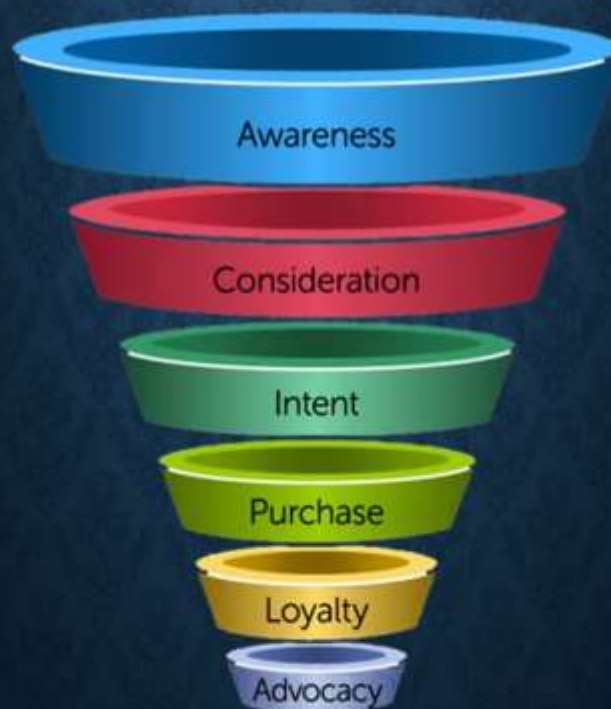 Awareness
Consideration
Intent
Purchase
Loyalty
Advocacy